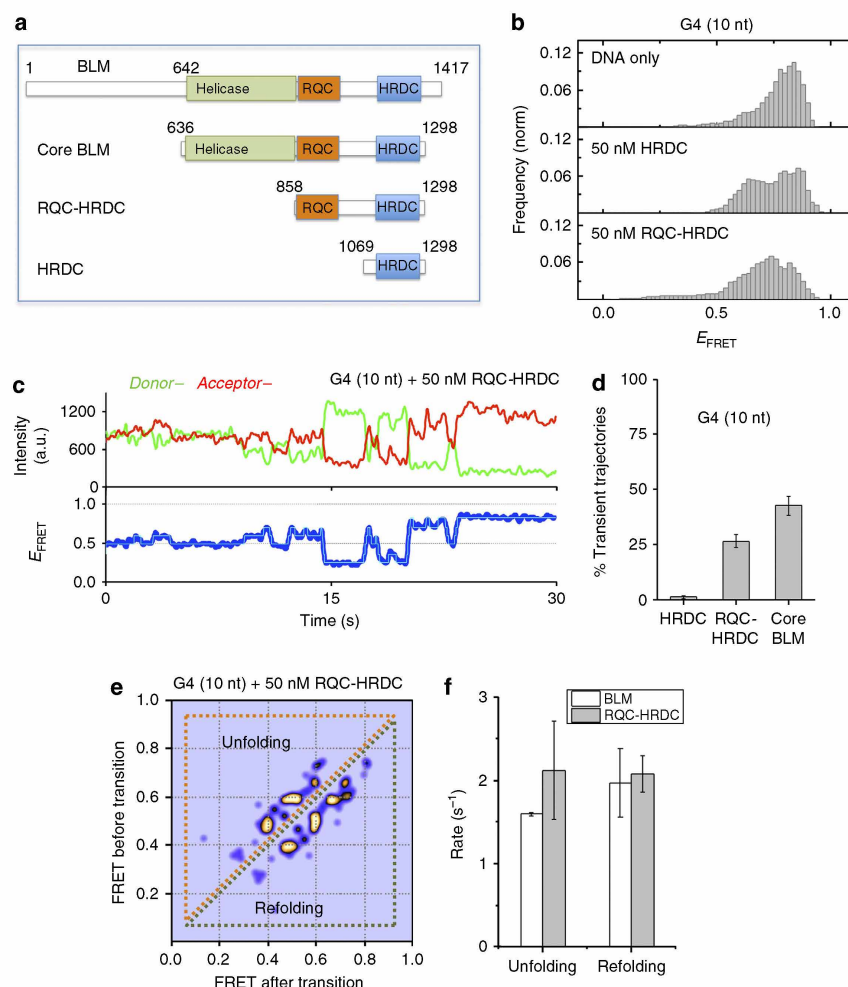 a
1
BLM
642
1417
Helicase
RQC
HRDC
636
1298
Core BLM
Helicase
RQC
HRDC
858
1298
RQC-HRDC
RQC
HRDC
1069
1298
HRDC
HRDC
b
G4 (10 nt)
DNA only
0.12
0.06
50 nM HRDC
0.12
0.06
50 nM RQC-HRDC
0.12
0.06
Frequency (norm)
0.0
0.5
1.0
EFRET
c
Donor–
Acceptor–
G4 (10 nt) + 50 nM RQC-HRDC
Intensity
(a.u.)
1200
600
0
EFRET
1.0
0.5
0.0
0
15
30
Time (s)
d
% Transient trajectories
100
75
50
25
0
G4 (10 nt)
HRDC
RQC-
HRDC
Core
BLM
e
G4 (10 nt) + 50 nM RQC-HRDC
FRET before transition
1.0
0.8
0.6
0.4
0.2
Unfolding
Refolding
0.0
0.2
0.4
0.6
0.8
1.0
FRET after transition
f
Rate (s⁻¹)
3
2
1
0
BLM
RQC-HRDC
Unfolding
Refolding